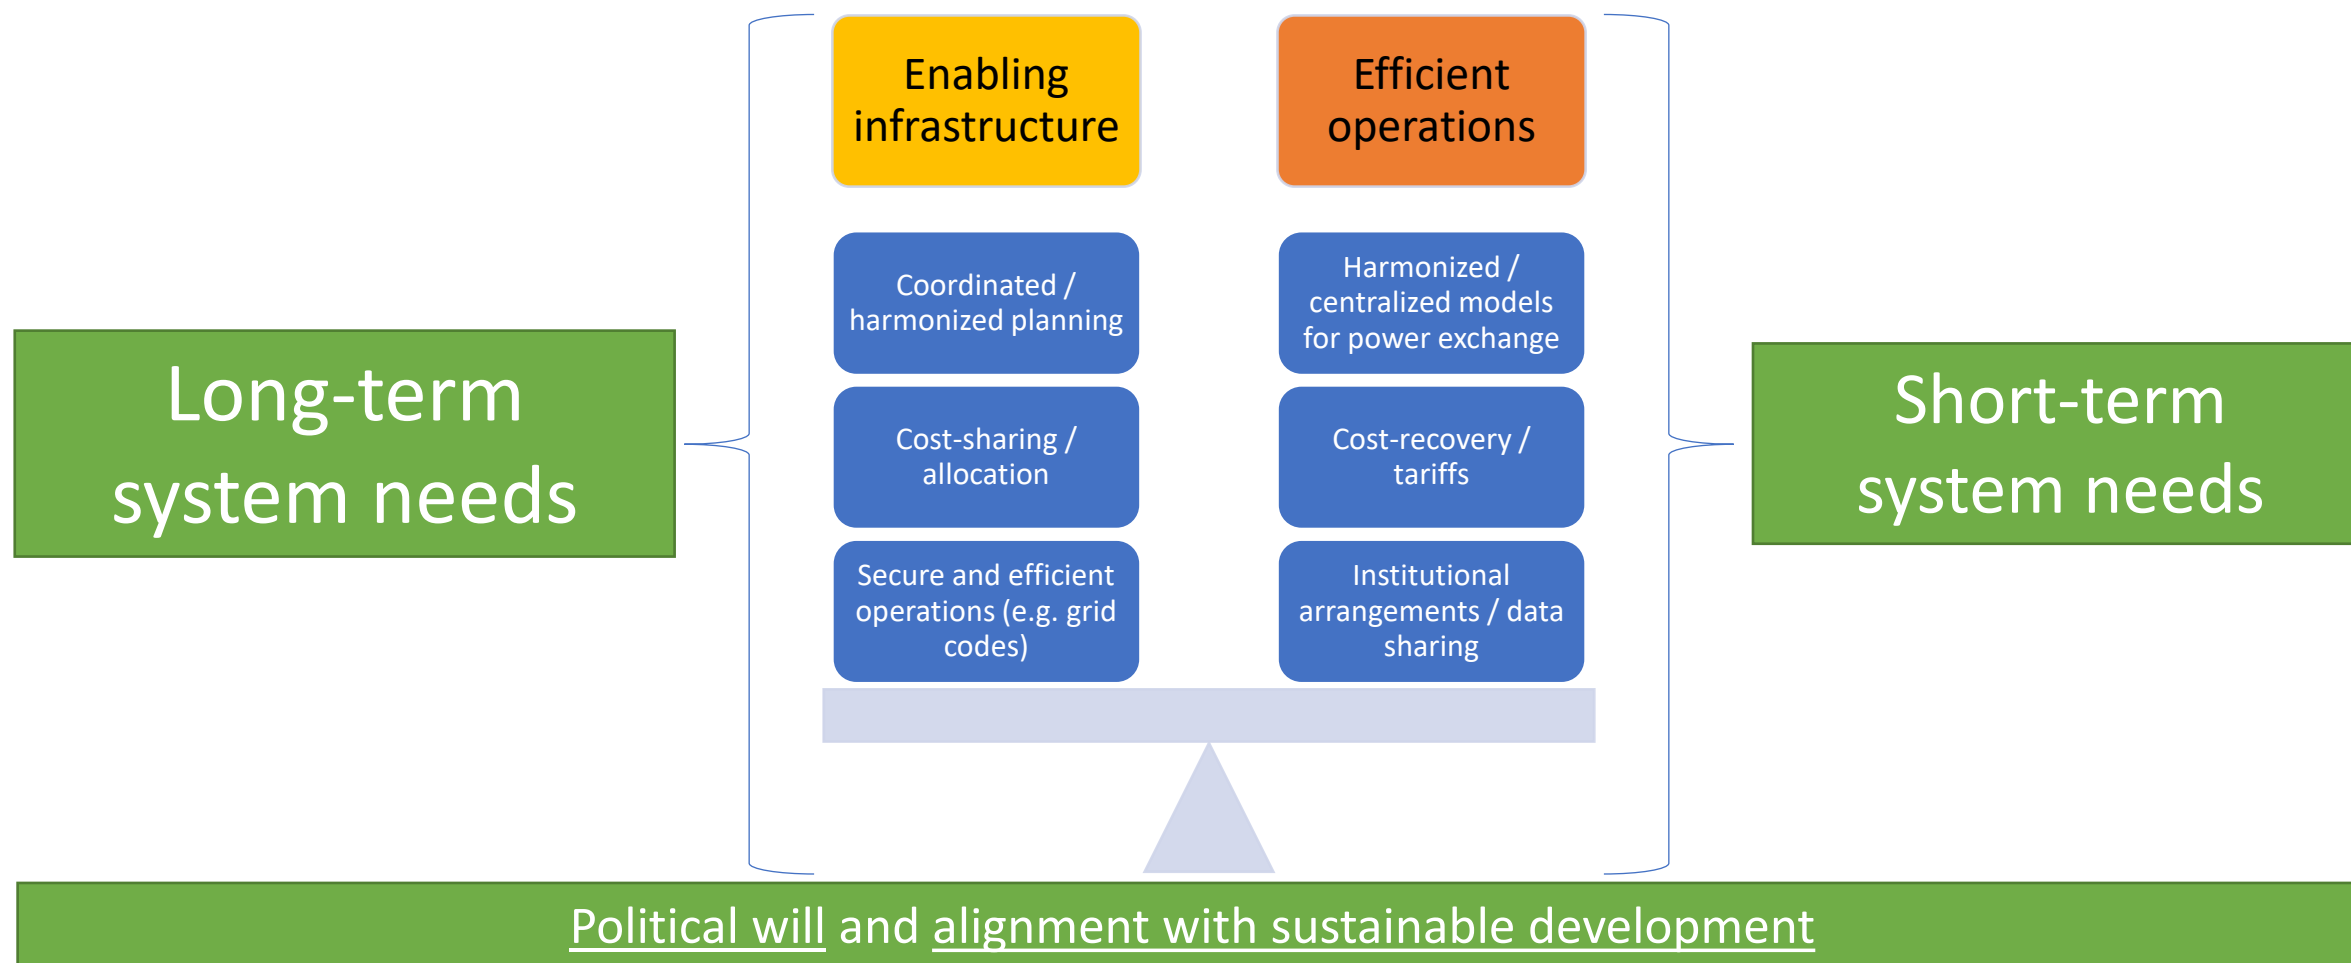 Enabling
infrastructure
Efficient
operations
Long-term
system needs
Coordinated /
harmonized planning
Cost-sharing /
allocation
Secure and efficient
operations (e.g. grid
codes)
Harmonized /
centralized models
for power exchange
Cost-recovery /
tariffs
Institutional
arrangements / data
sharing
Short-term
system needs
Political will and alignment with sustainable development